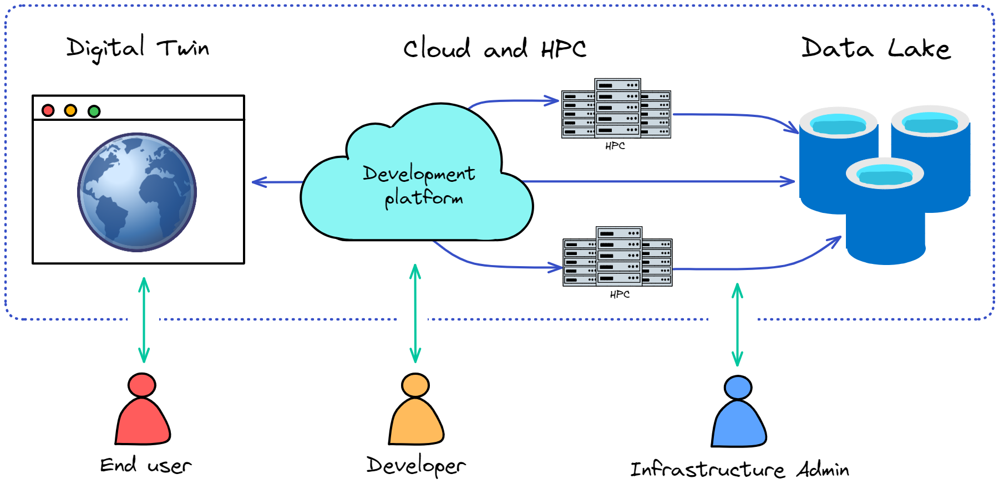 Digital Twin
Cloud and HPC
Data Lake
HPC
Development
platform
HPC
End user
Developer
Infrastructure Admin